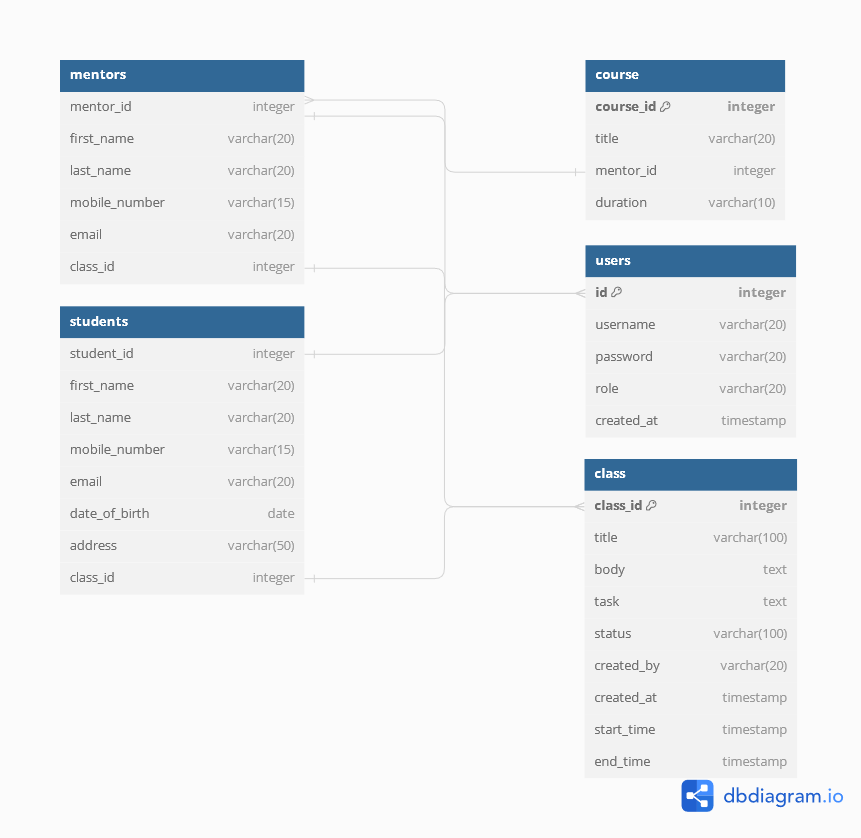 mentors
mentor_id integer
first_name varchar(20)
last_name varchar(20)
mobile_number varchar(15)
email varchar(20)
class_id integer
students
student_id integer
first_name varchar(20)
last_name varchar(20)
mobile_number varchar(15)
email varchar(20)
date_of_birth date
address varchar(50)
class_id integer
course
course_id integer
title varchar(20)
mentor_id integer
duration varchar(10)
users
id integer
username varchar(20)
password varchar(20)
role varchar(20)
created_at timestamp
class
class_id integer
title varchar(100)
body text
task text
status varchar(100)
created_by varchar(20)
created_at timestamp
start_time timestamp
end_time timestamp
dbdiagram.io